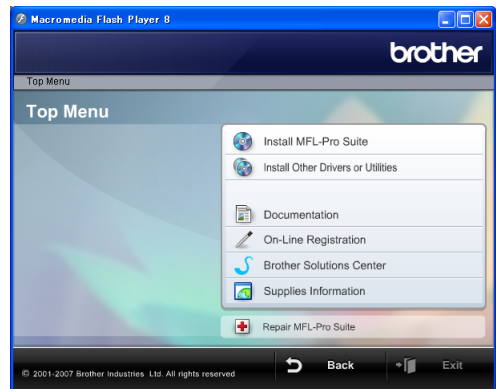 Macromedia Flash Player 8
brother
Top Menu
Top Menu
Install MFL-Pro Suite
Install Other Drivers or Utilities
Documentation
On-Line Registration
Brother Solutions Center
Supplies Information
Repair MFL-Pro Suite
© 2001-2007 Brother Industries Ltd. All rights reserved
Back
Exit